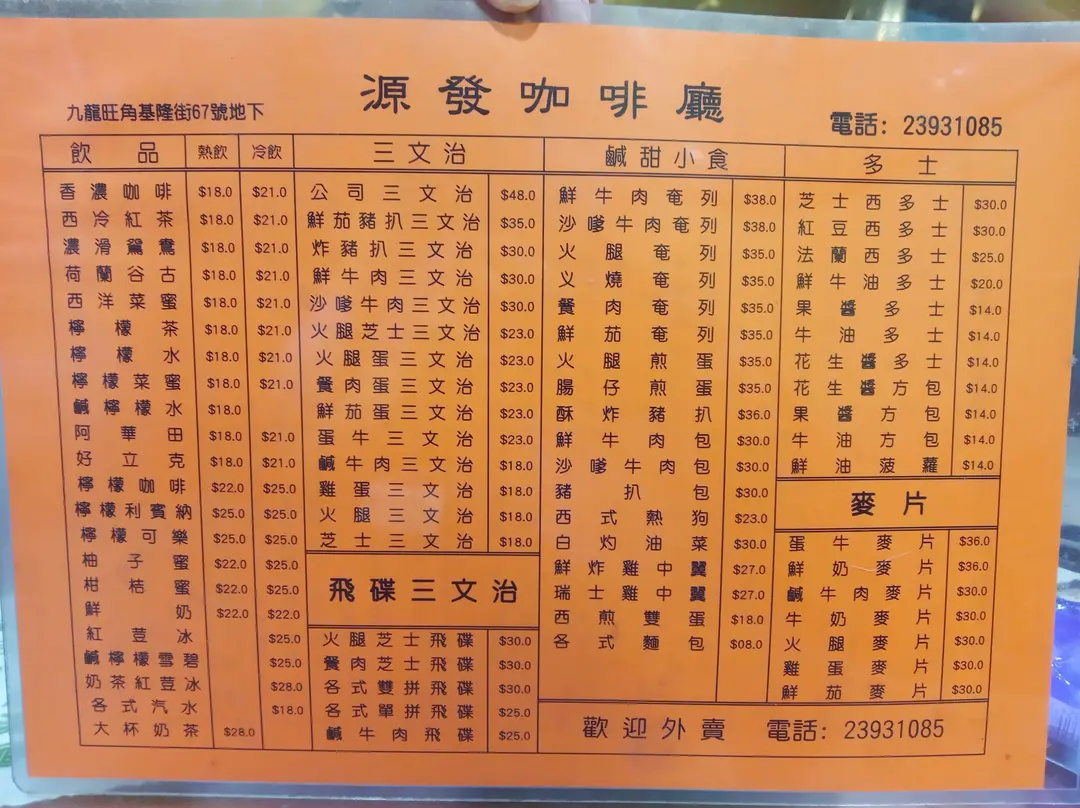 源發咖啡廳
九龍旺角基隆街67號地下
電話: 23931085
飲品 熱飲 冷飲
香濃咖啡 $18.0 $21.0
西冷紅茶 $18.0 $21.0
濃滑鴛鴦 $18.0 $21.0
荷蘭谷古 $18.0 $21.0
西洋菜蜜 $18.0 $21.0
檸檬茶 $18.0 $21.0
檸檬水 $18.0 $21.0
檸檬菜蜜 $18.0 $21.0
鹹檸檬水 $18.0
阿華田 $18.0 $21.0
好立克 $18.0 $21.0
檸檬咖啡 $22.0 $25.0
檸檬利賓納 $25.0 $25.0
檸檬可樂 $25.0 $25.0
柚子蜜 $22.0 $25.0
柑桔蜜 $22.0 $25.0
鮮奶 $22.0 $22.0
紅荳冰 $25.0
鹹檸檬雪碧 $25.0
奶茶紅荳冰 $28.0
各式汽水 $18.0
大杯奶茶 $28.0
三文治
公司三文治 $48.0
鮮茄豬扒三文治 $35.0
炸豬扒三文治 $30.0
鮮牛肉三文治 $30.0
沙嗲牛肉三文治 $30.0
火腿芝士三文治 $23.0
火腿蛋三文治 $23.0
餐肉蛋三文治 $23.0
鮮茄蛋三文治 $23.0
蛋牛三文治 $23.0
鹹牛肉三文治 $18.0
雞蛋三文治 $18.0
火腿三文治 $18.0
芝士三文治 $18.0
飛碟三文治
火腿芝士飛碟 $30.0
餐肉芝士飛碟 $30.0
各式雙拼飛碟 $30.0
各式單拼飛碟 $25.0
鹹牛肉飛碟 $25.0
鹹甜小食
鮮牛肉奄列 $38.0
沙嗲牛肉奄列 $38.0
火腿奄列 $35.0
义燒奄列 $35.0
餐肉奄列 $35.0
鮮茄奄列 $35.0
火腿煎蛋 $35.0
腸仔煎蛋 $35.0
酥炸豬扒 $36.0
鮮牛肉包 $30.0
沙嗲牛肉包 $30.0
豬扒包 $30.0
西式熱狗 $23.0
白灼油菜 $30.0
鮮炸雞中翼 $27.0
瑞士雞中翼 $27.0
西煎雙蛋 $18.0
各式麵包 $08.0
多士
芝士西多士 $30.0
紅豆西多士 $30.0
法蘭西多士 $25.0
鮮牛油多士 $20.0
果醬多士 $14.0
牛油多士 $14.0
花生醬多士 $14.0
花生醬方包 $14.0
果醬方包 $14.0
牛油方包 $14.0
鮮油菠蘿 $14.0
麥片
蛋牛麥片 $36.0
鮮奶麥片 $36.0
鹹牛肉麥片 $30.0
牛奶麥片 $30.0
火腿麥片 $30.0
雞蛋麥片 $30.0
鮮茄麥片 $30.0
歡迎外賣 電話: 23931085